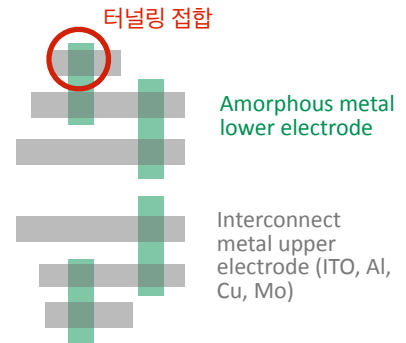 터널링 접합
Amorphous metal
lower electrode
Interconnect
metal upper
electrode (ITO, Al,
Cu, Mo)